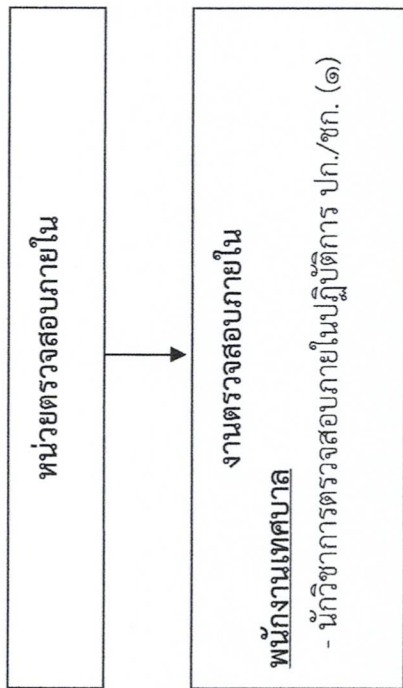 หน่วยตรวจสอบภายใน
งานตรวจสอบภายใน
พนักงานเทศบาล
- นักวิชาการตรวจสอบภายในปฏิบัติการ ปก./ชก. (๑)